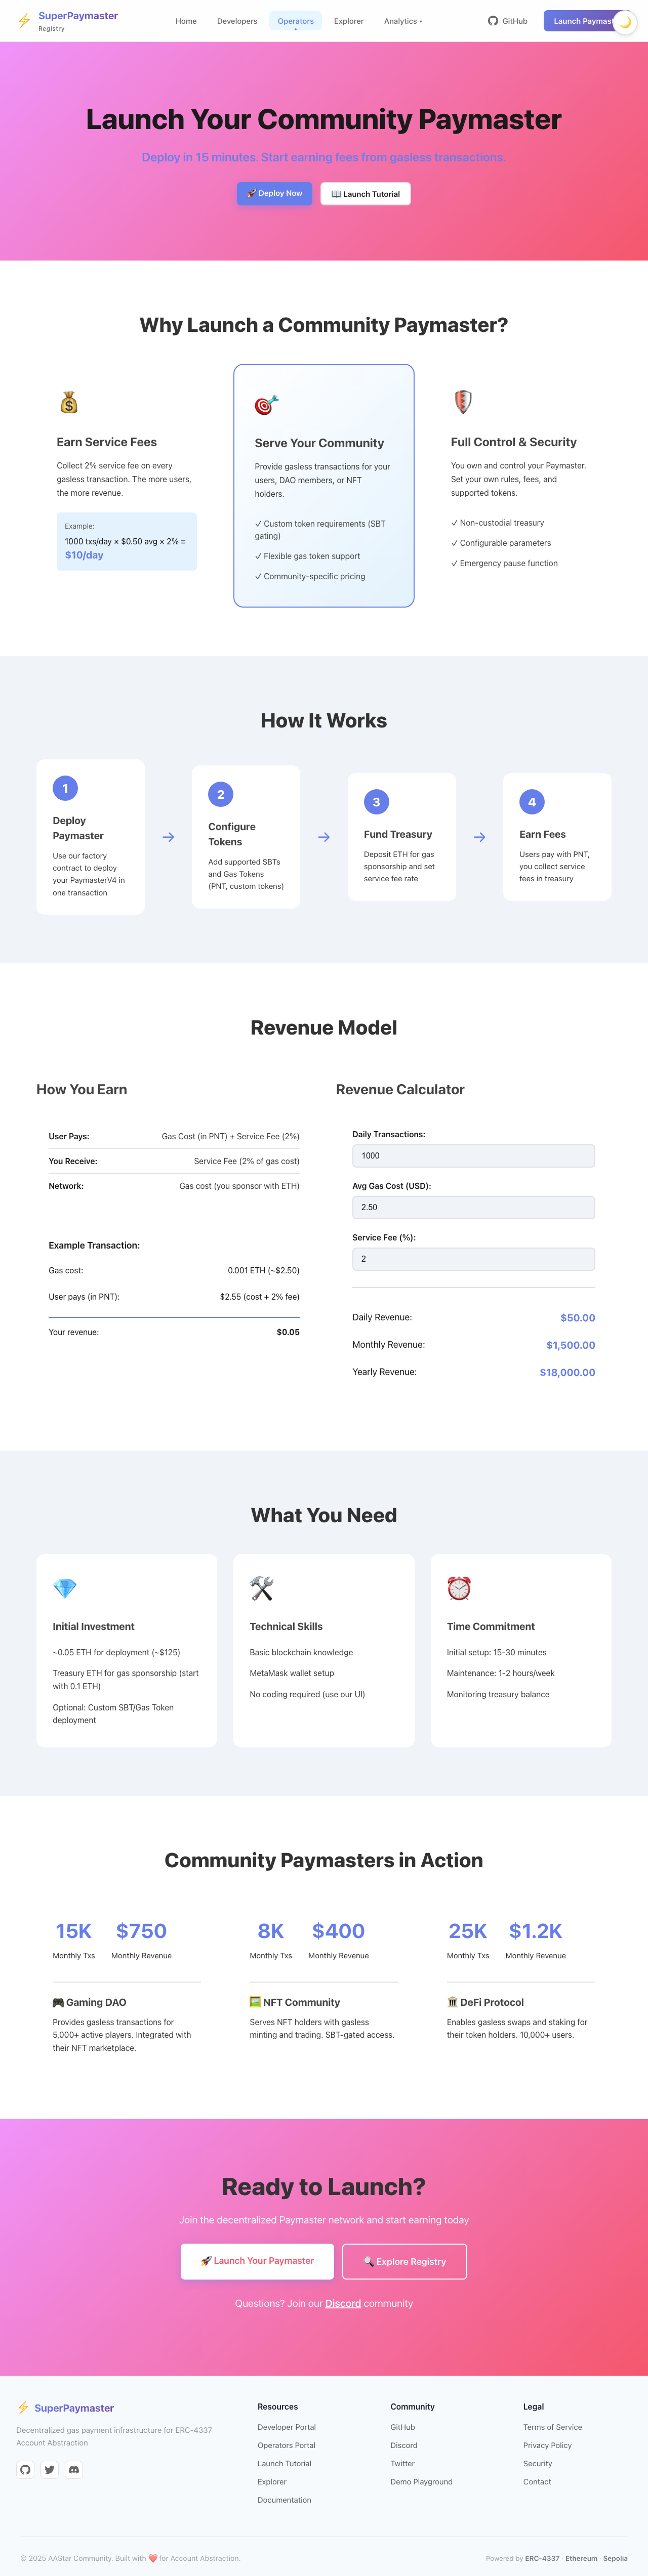 ⚡ SuperPaymaster
Registry
Home
Developers
Operators
Explorer
Analytics
GitHub
Launch Paymast
Launch Your Community Paymaster
Deploy in 15 minutes. Start earning fees from gasless transactions.
🚀 Deploy Now
📖 Launch Tutorial
Why Launch a Community Paymaster?
Earn Service Fees
Collect 2% service fee on every
gasless transaction. The more users,
the more revenue.
Example:
1000 txs/day × $0.50 avg × 2% =
$10/day
Serve Your Community
Provide gasless transactions for your
users, DAO members, or NFT
holders.
✓ Custom token requirements (SBT
gating)
✓ Flexible gas token support
✓ Community-specific pricing
Full Control & Security
You own and control your Paymaster.
Set your own rules, fees, and
supported tokens.
✓ Non-custodial treasury
✓ Configurable parameters
✓ Emergency pause function
How It Works
1
Deploy
Paymaster
Use our factory
contract to deploy
your PaymasterV4 in
one transaction
→
2
Configure
Tokens
Add supported SBTs
and Gas Tokens
(PNT, custom tokens)
→
3
Fund Treasury
Deposit ETH for gas
sponsorship and set
service fee rate
→
4
Earn Fees
Users pay with PNT,
you collect service
fees in treasury
Revenue Model
How You Earn
User Pays: Gas Cost (in PNT) + Service Fee (2%)
You Receive: Service Fee (2% of gas cost)
Network: Gas cost (you sponsor with ETH)
Example Transaction:
Gas cost: 0.001 ETH (~$2.50)
User pays (in PNT): $2.55 (cost + 2% fee)
Your revenue: $0.05
Revenue Calculator
Daily Transactions:
1000
Avg Gas Cost (USD):
2.50
Service Fee (%):
2
Daily Revenue: $50.00
Monthly Revenue: $1,500.00
Yearly Revenue: $18,000.00
What You Need
Initial Investment
~0.05 ETH for deployment (~$125)
Treasury ETH for gas sponsorship (start
with 0.1 ETH)
Optional: Custom SBT/Gas Token
deployment
Technical Skills
Basic blockchain knowledge
MetaMask wallet setup
No coding required (use our UI)
Time Commitment
Initial setup: 15-30 minutes
Maintenance: 1-2 hours/week
Monitoring treasury balance
Community Paymasters in Action
15K $750
Monthly Txs Monthly Revenue
🎮 Gaming DAO
Provides gasless transactions for
5,000+ active players. Integrated with
their NFT marketplace.
8K $400
Monthly Txs Monthly Revenue
🖼️ NFT Community
Serves NFT holders with gasless
minting and trading. SBT-gated access.
25K $1.2K
Monthly Txs Monthly Revenue
🏛️ DeFi Protocol
Enables gasless swaps and staking for
their token holders. 10,000+ users.
Ready to Launch?
Join the decentralized Paymaster network and start earning today
🚀 Launch Your Paymaster
🔍 Explore Registry
Questions? Join our Discord community
⚡ SuperPaymaster
Decentralized gas payment infrastructure for ERC-4337
Account Abstraction
Resources
Developer Portal
Operators Portal
Launch Tutorial
Explorer
Documentation
Community
GitHub
Discord
Twitter
Demo Playground
Legal
Terms of Service
Privacy Policy
Security
Contact
© 2025 AAStar Community. Built with ❤️ for Account Abstraction.
Powered by ERC-4337 · Ethereum · Sepolia